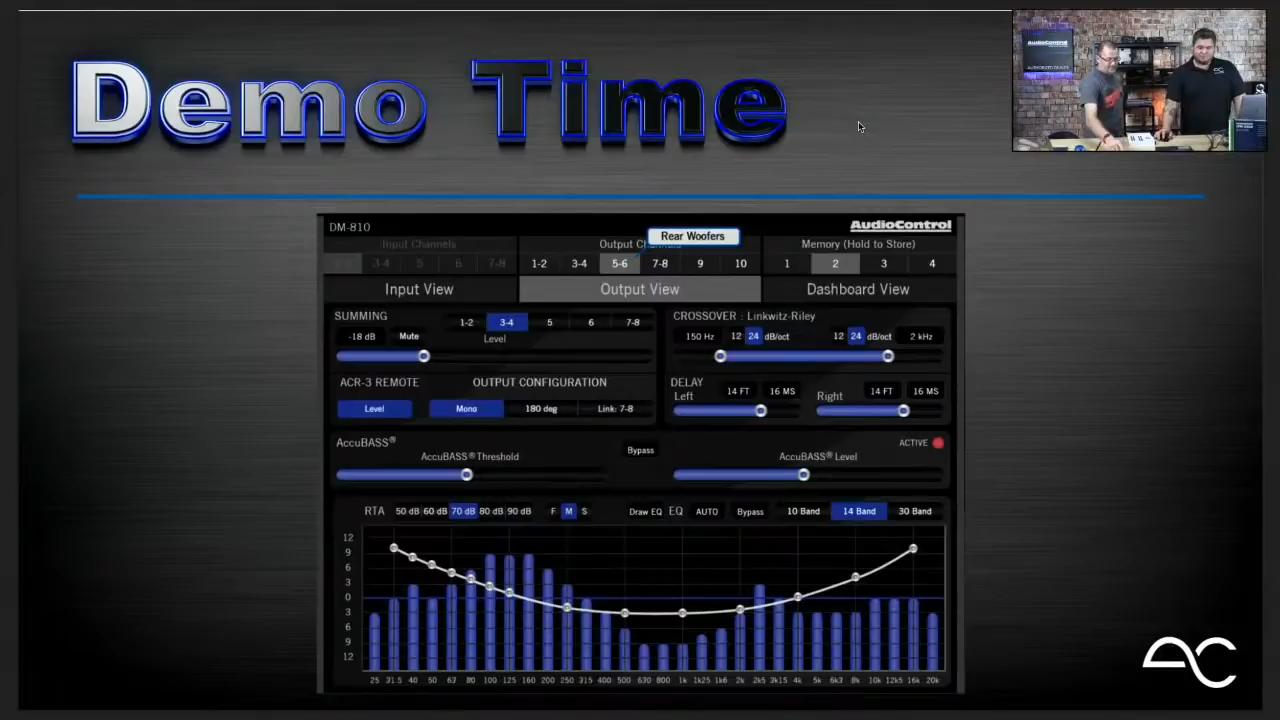 Demo Time
AudioControl
DM-810
AudioControl
Input Channels
Output C
Rear Woofers
Memory (Hold to Store)
3-4 5 6 7-8
1-2 3-4 5-6 7-8 9 10
1 2 3 4
Input View
Output View
Dashboard View
SUMMING
1-2 3-4 5 6 7-8
-18 dB Mute
Level
CROSSOVER : Linkwitz-Riley
150 Hz 12 24 dB/oct 12 24 dB/oct 2 kHz
ACR-3 REMOTE
OUTPUT CONFIGURATION
Level
Mono 180 deg Link: 7-8
DELAY
Left 14 FT 16 MS Right 14 FT 16 MS
AccuBASS®
AccuBASS® Threshold
Bypass
ACTIVE
AccuBASS® Level
RTA 50 dB 60 dB 70 dB 80 dB 90 dB F M S Draw EQ EQ AUTO Bypass 10 Band 14 Band 30 Band
12
9
6
3
0
3
6
9
12
25 31.5 40 50 63 80 100 125 160 200 250 315 400 500 630 800 1k 1k25 1k6 2k 2k5 3k15 4k 5k 6k3 8k 10k 12k5 16k 20k
AC